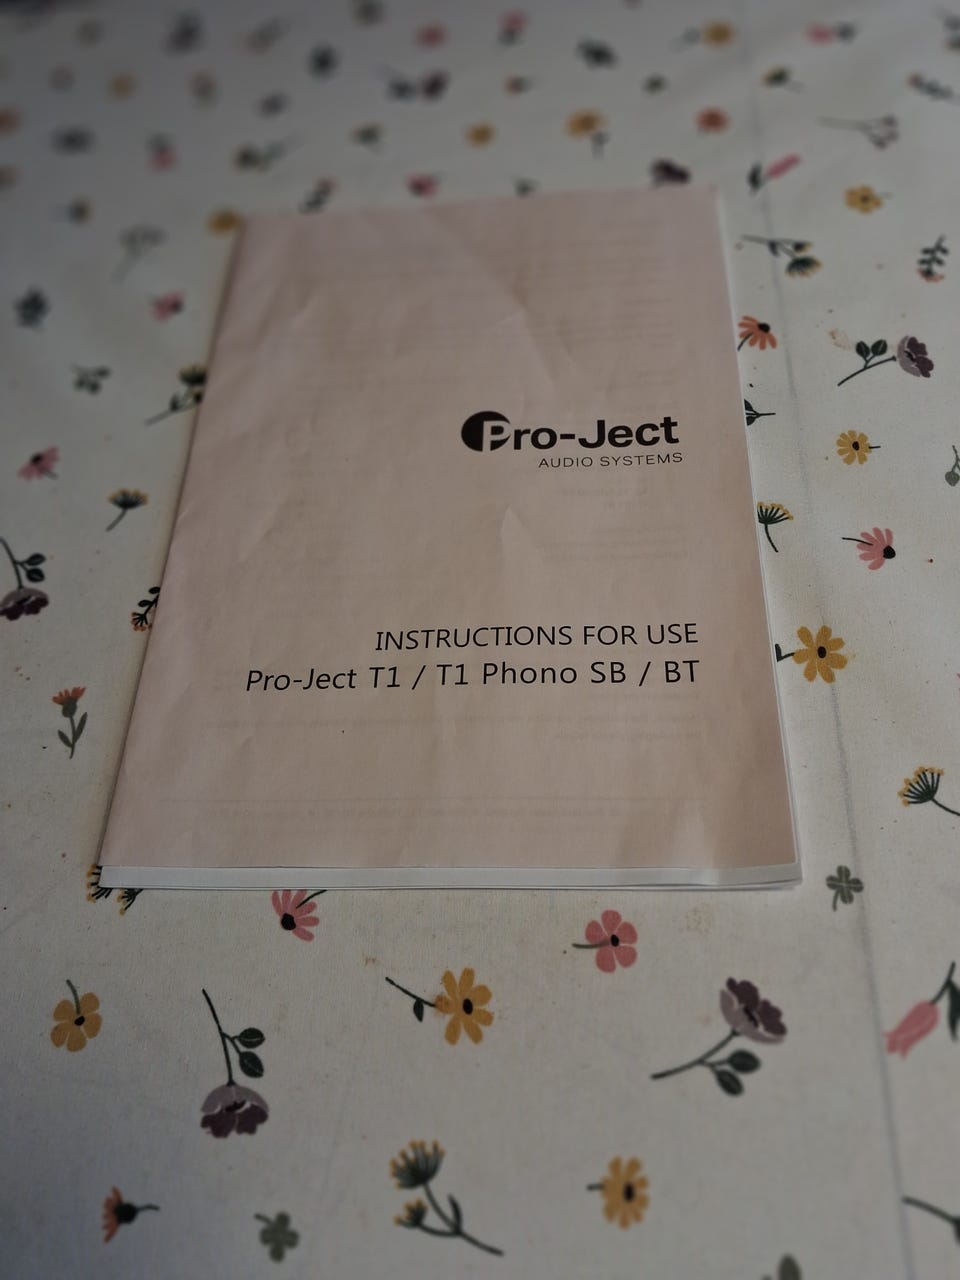 Pro-Ject
AUDIO SYSTEMS
INSTRUCTIONS FOR USE
Pro-Ject T1 / T1 Phono SB / BT